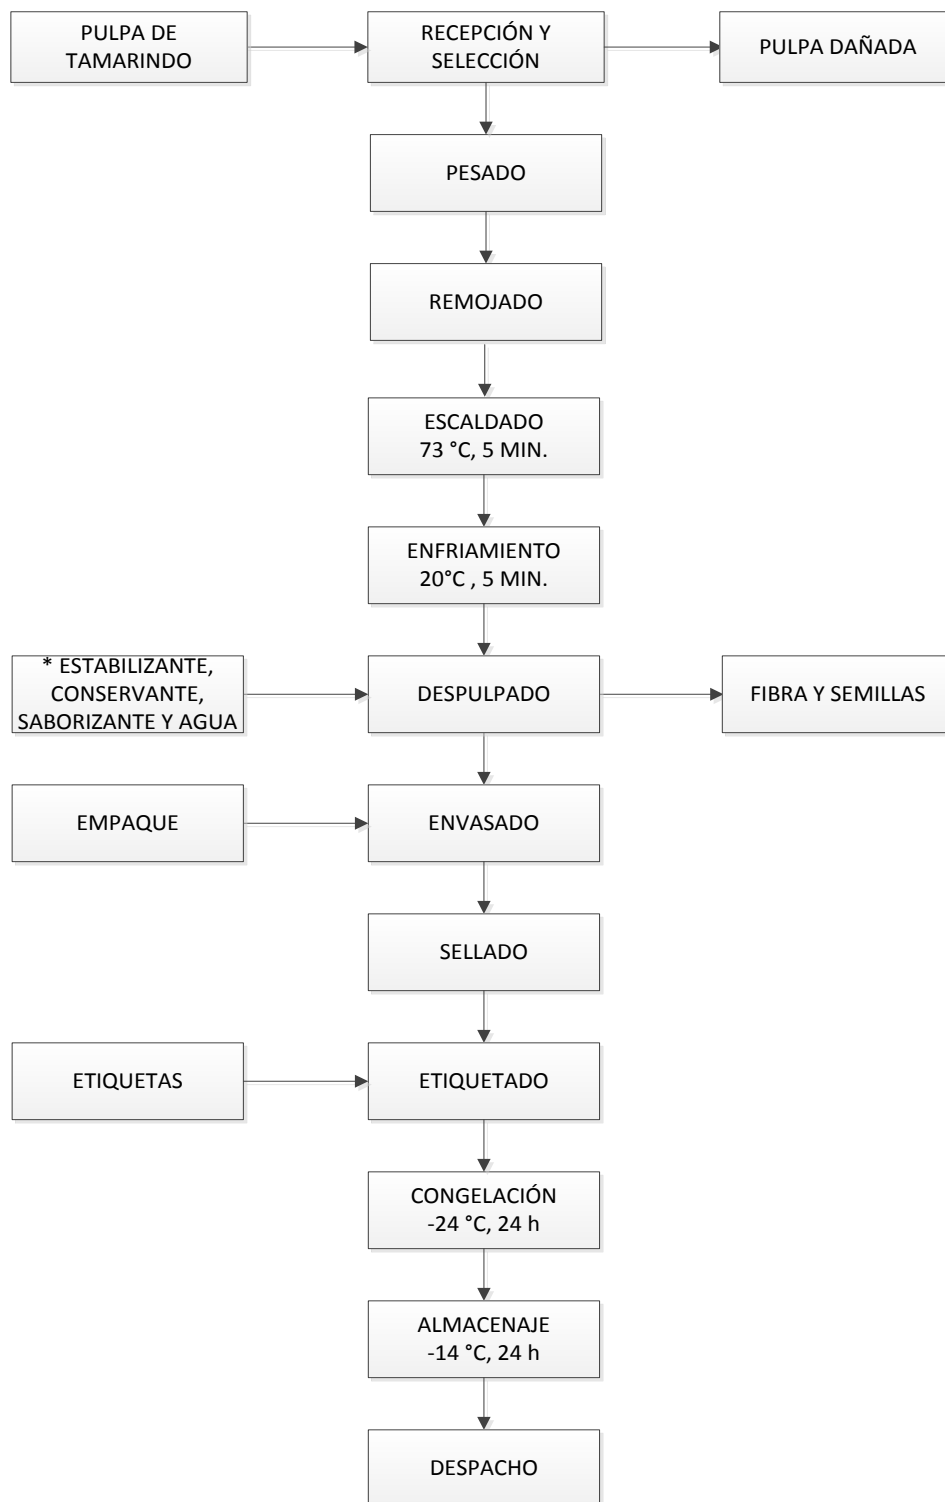 PULPA DE
TAMARINDO
RECEPCIÓN Y
SELECCIÓN
PULPA DAÑADA
PESADO
REMOJADO
ESCALDADO
73 °C, 5 MIN.
ENFRIAMIENTO
20°C , 5 MIN.
* ESTABILIZANTE,
CONSERVANTE,
SABORIZANTE Y AGUA
DESPULPADO
FIBRA Y SEMILLAS
EMPAQUE
ENVASADO
SELLADO
ETIQUETAS
ETIQUETADO
CONGELACIÓN
-24 °C, 24 h
ALMACENAJE
-14 °C, 24 h
DESPACHO